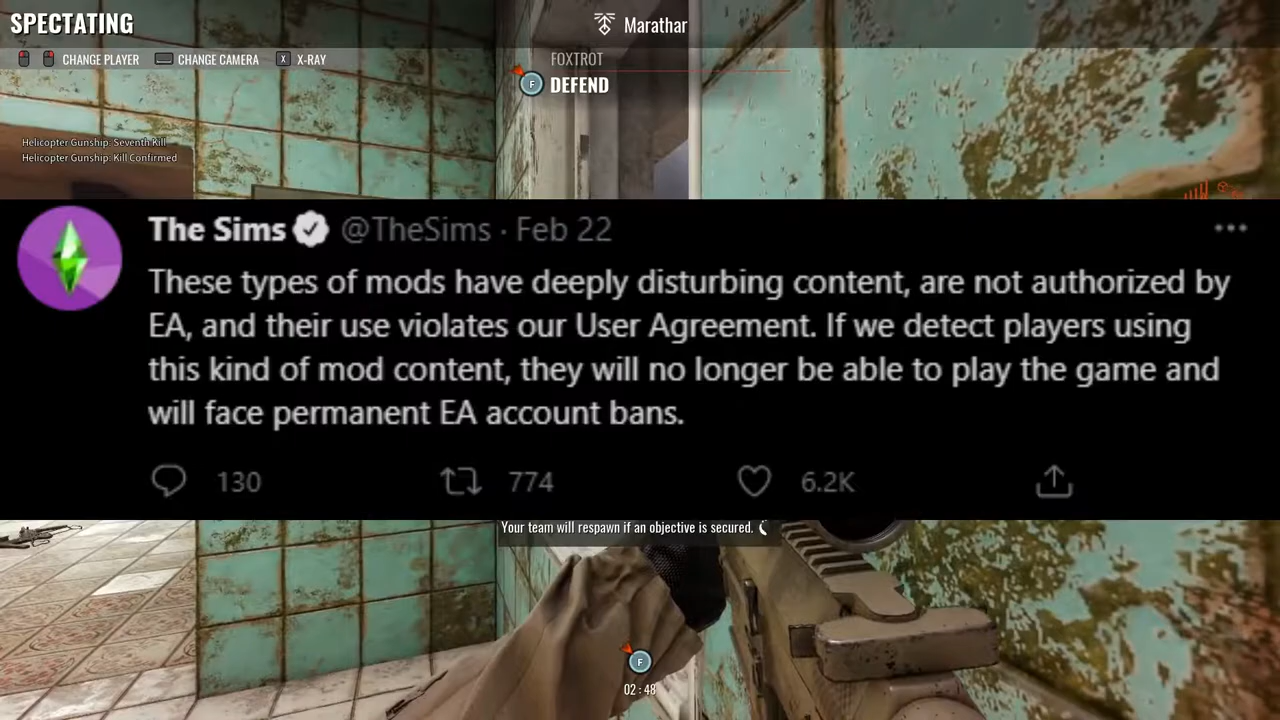 SPECTATING
Marathar
CHANGE PLAYER CHANGE CAMERA X X-RAY
FOXTROT
F DEFEND
Helicopter Gunship: Seventh Kill
Helicopter Gunship: Kill Confirmed
The Sims @TheSims · Feb 22
These types of mods have deeply disturbing content, are not authorized by
EA, and their use violates our User Agreement. If we detect players using
this kind of mod content, they will no longer be able to play the game and
will face permanent EA account bans.
130 774 6.2K
Your team will respawn if an objective is secured.
F
02:48